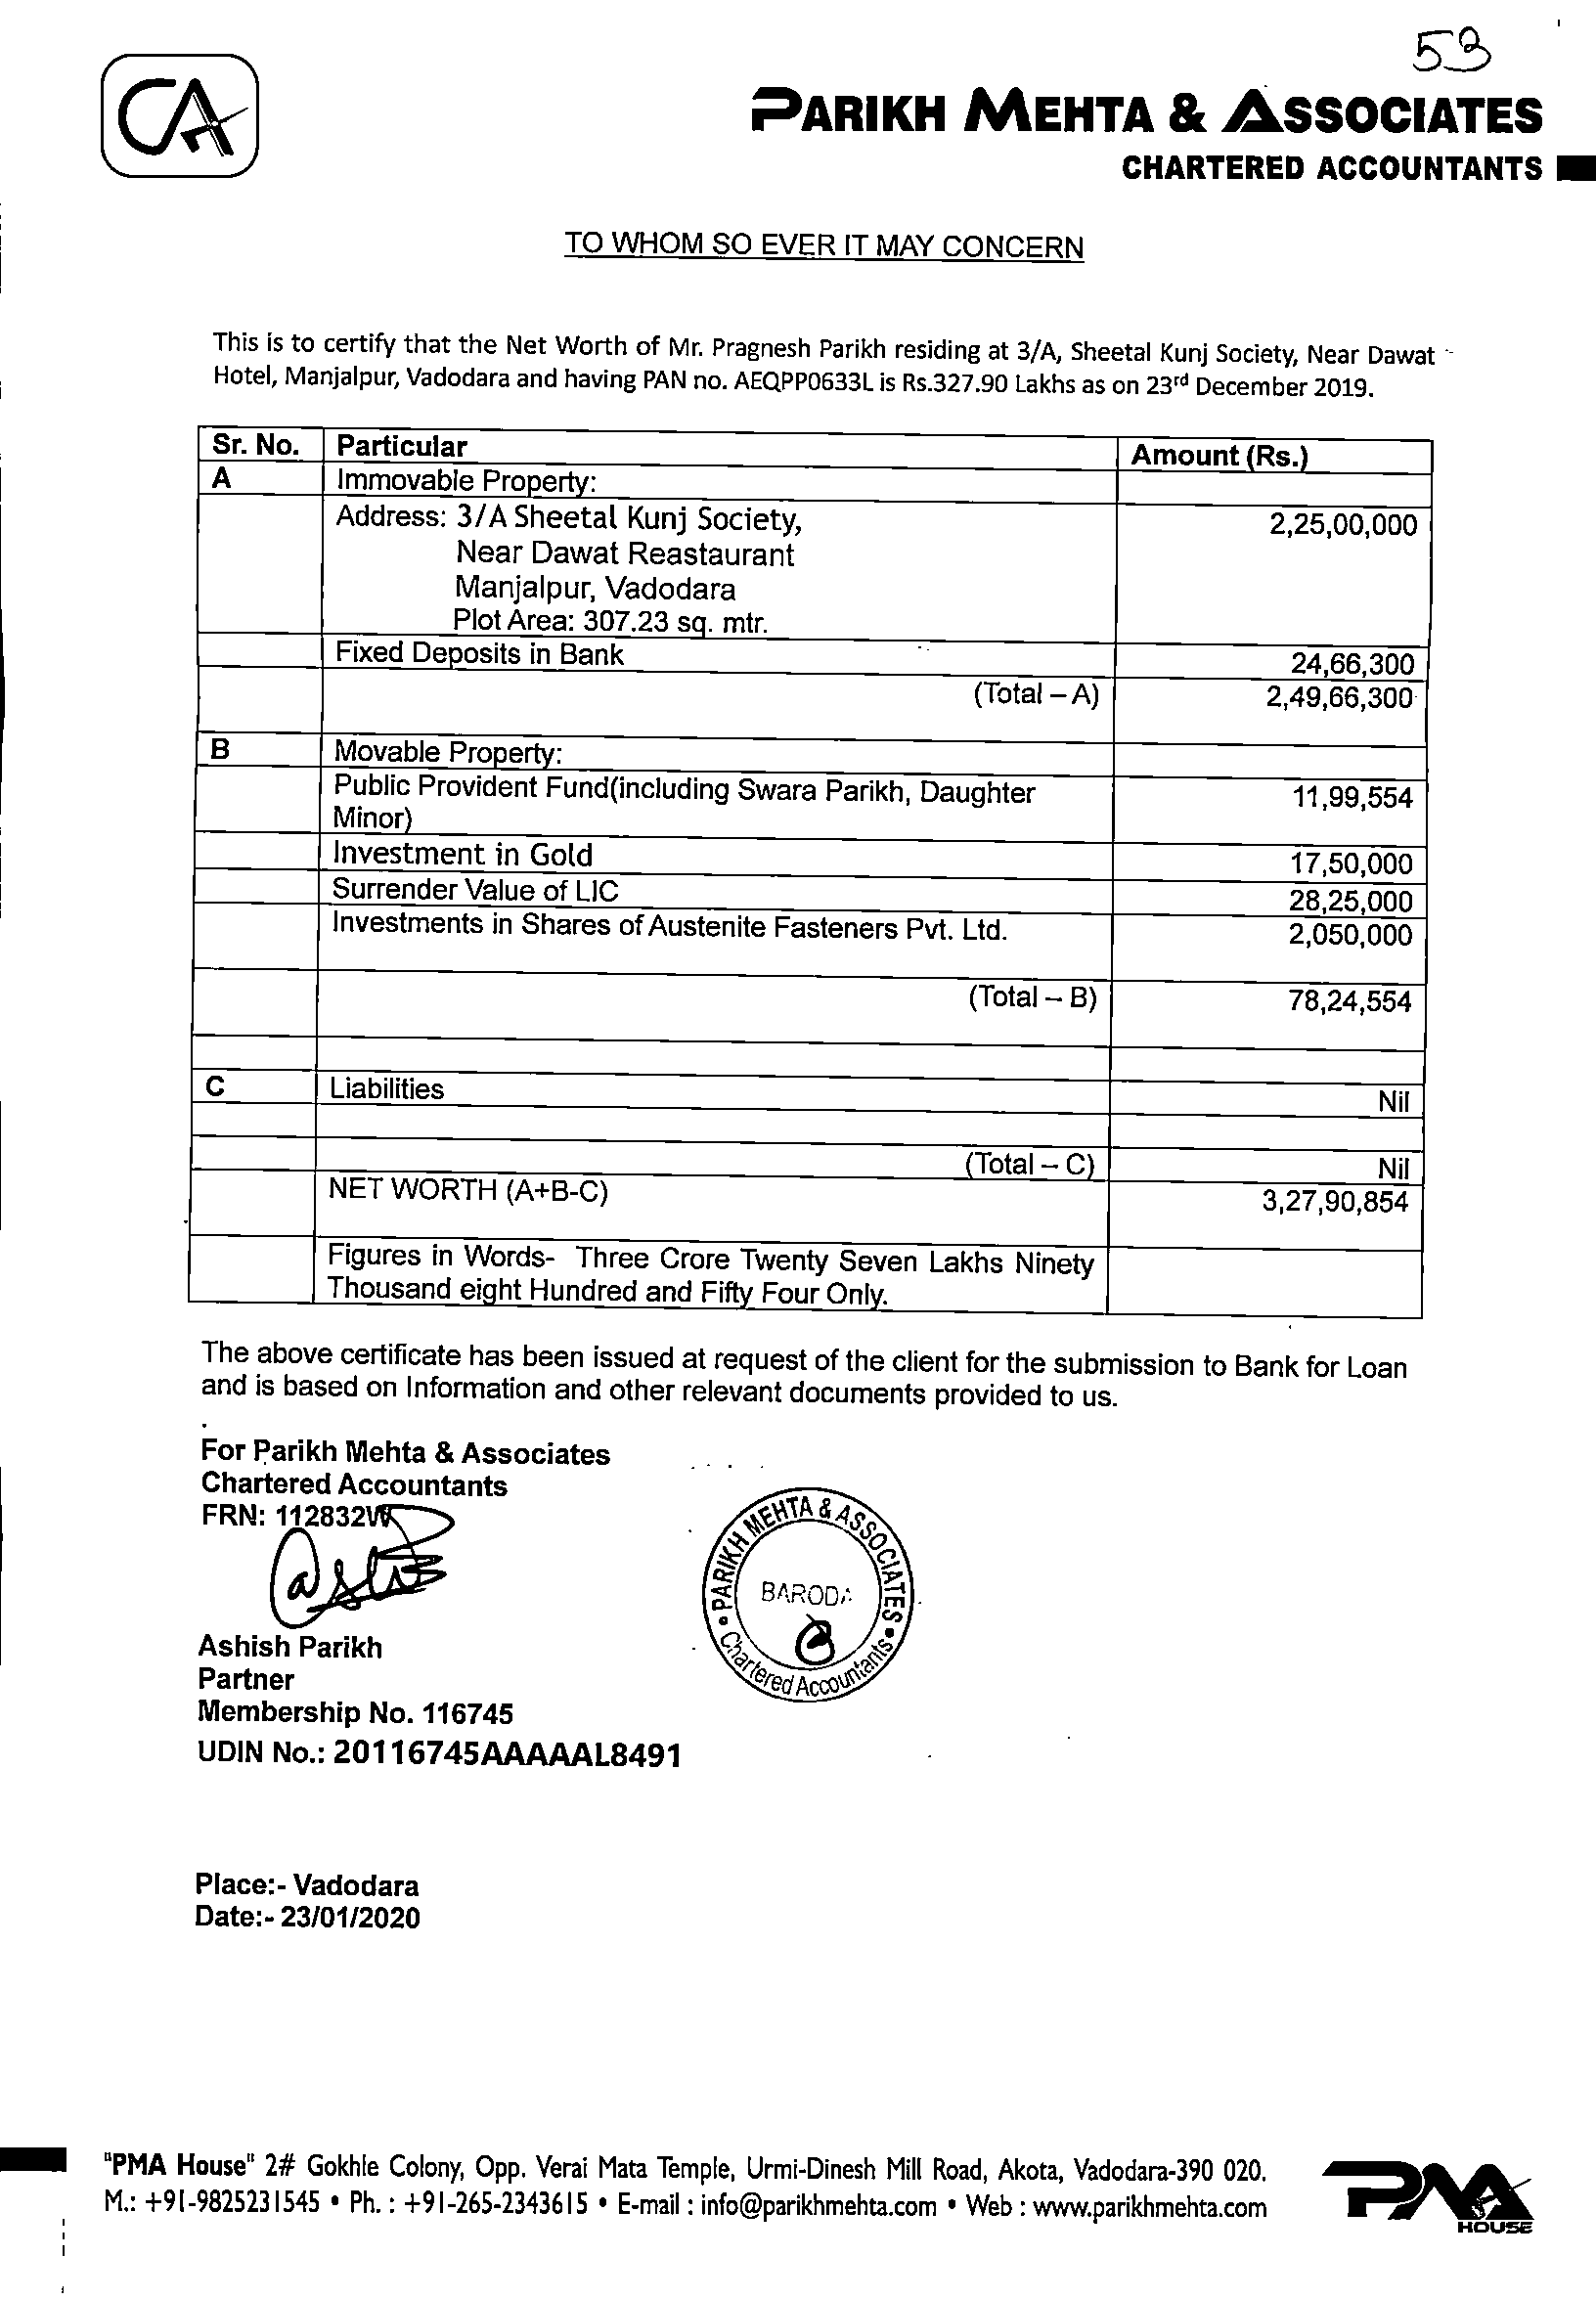 53
CA
PARIKH MEHTA & ASSOCIATES
CHARTERED ACCOUNTANTS
TO WHOM SO EVER IT MAY CONCERN
This is to certify that the Net Worth of Mr. Pragnesh Parikh residing at 3/A, Sheetal Kunj Society, Near Dawat
Hotel, Manjalpur, Vadodara and having PAN no. AEQPP0633L is Rs.327.90 Lakhs as on 23rd December 2019.
Sr. No. Particular Amount (Rs.)
A Immovable Property:
Address: 3/A Sheetal Kunj Society, 2,25,00,000
Near Dawat Reastaurant
Manjalpur, Vadodara
Plot Area: 307.23 sq. mtr.
Fixed Deposits in Bank 24,66,300
(Total – A) 2,49,66,300
B Movable Property:
Public Provident Fund(including Swara Parikh, Daughter 11,99,554
Minor)
Investment in Gold 17,50,000
Surrender Value of LIC 28,25,000
Investments in Shares of Austenite Fasteners Pvt. Ltd. 2,050,000
(Total – B) 78,24,554
C Liabilities Nil
(Total – C) Nil
NET WORTH (A+B-C) 3,27,90,854
Figures in Words- Three Crore Twenty Seven Lakhs Ninety
Thousand eight Hundred and Fifty Four Only.
The above certificate has been issued at request of the client for the submission to Bank for Loan
and is based on Information and other relevant documents provided to us.
For Parikh Mehta & Associates
Chartered Accountants
FRN: 112832W
PARIKH MEHTA & ASSOCIATES
BARODA
Chartered Accountants
Ashish Parikh
Partner
Membership No. 116745
UDIN No.: 20116745AAAAAL8491
Place:- Vadodara
Date:- 23/01/2020
"PMA House" 2# Gokhle Colony, Opp. Verai Mata Temple, Urmi-Dinesh Mill Road, Akota, Vadodara-390 020.
M.: +91-9825231545 • Ph. : +91-265-2343615 • E-mail : info@parikhmehta.com • Web : www.parikhmehta.com
PMA
HOUSE